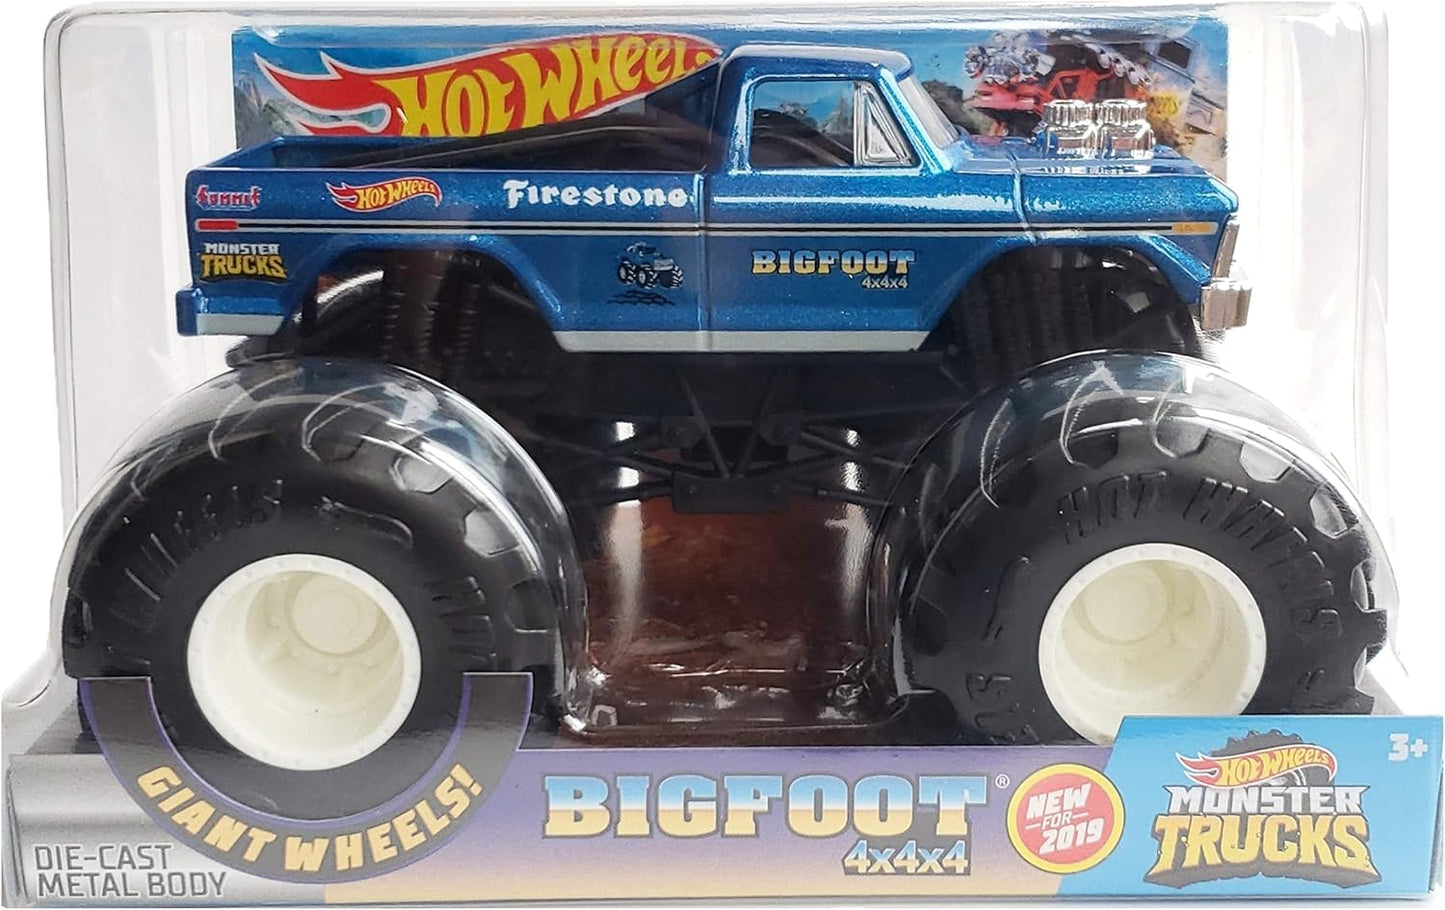 HOT WHEELS
Summit
HOT WHEELS
Firestone
MONSTER
TRUCKS
BIGFOOT
4x4x4
WHEELS
HOT WHEELS
GIANT WHEELS!
DIE-CAST
METAL BODY
BIGFOOT®
4x4x4
NEW
FOR
2019
3+
HOT WHEELS
MONSTER
TRUCKS